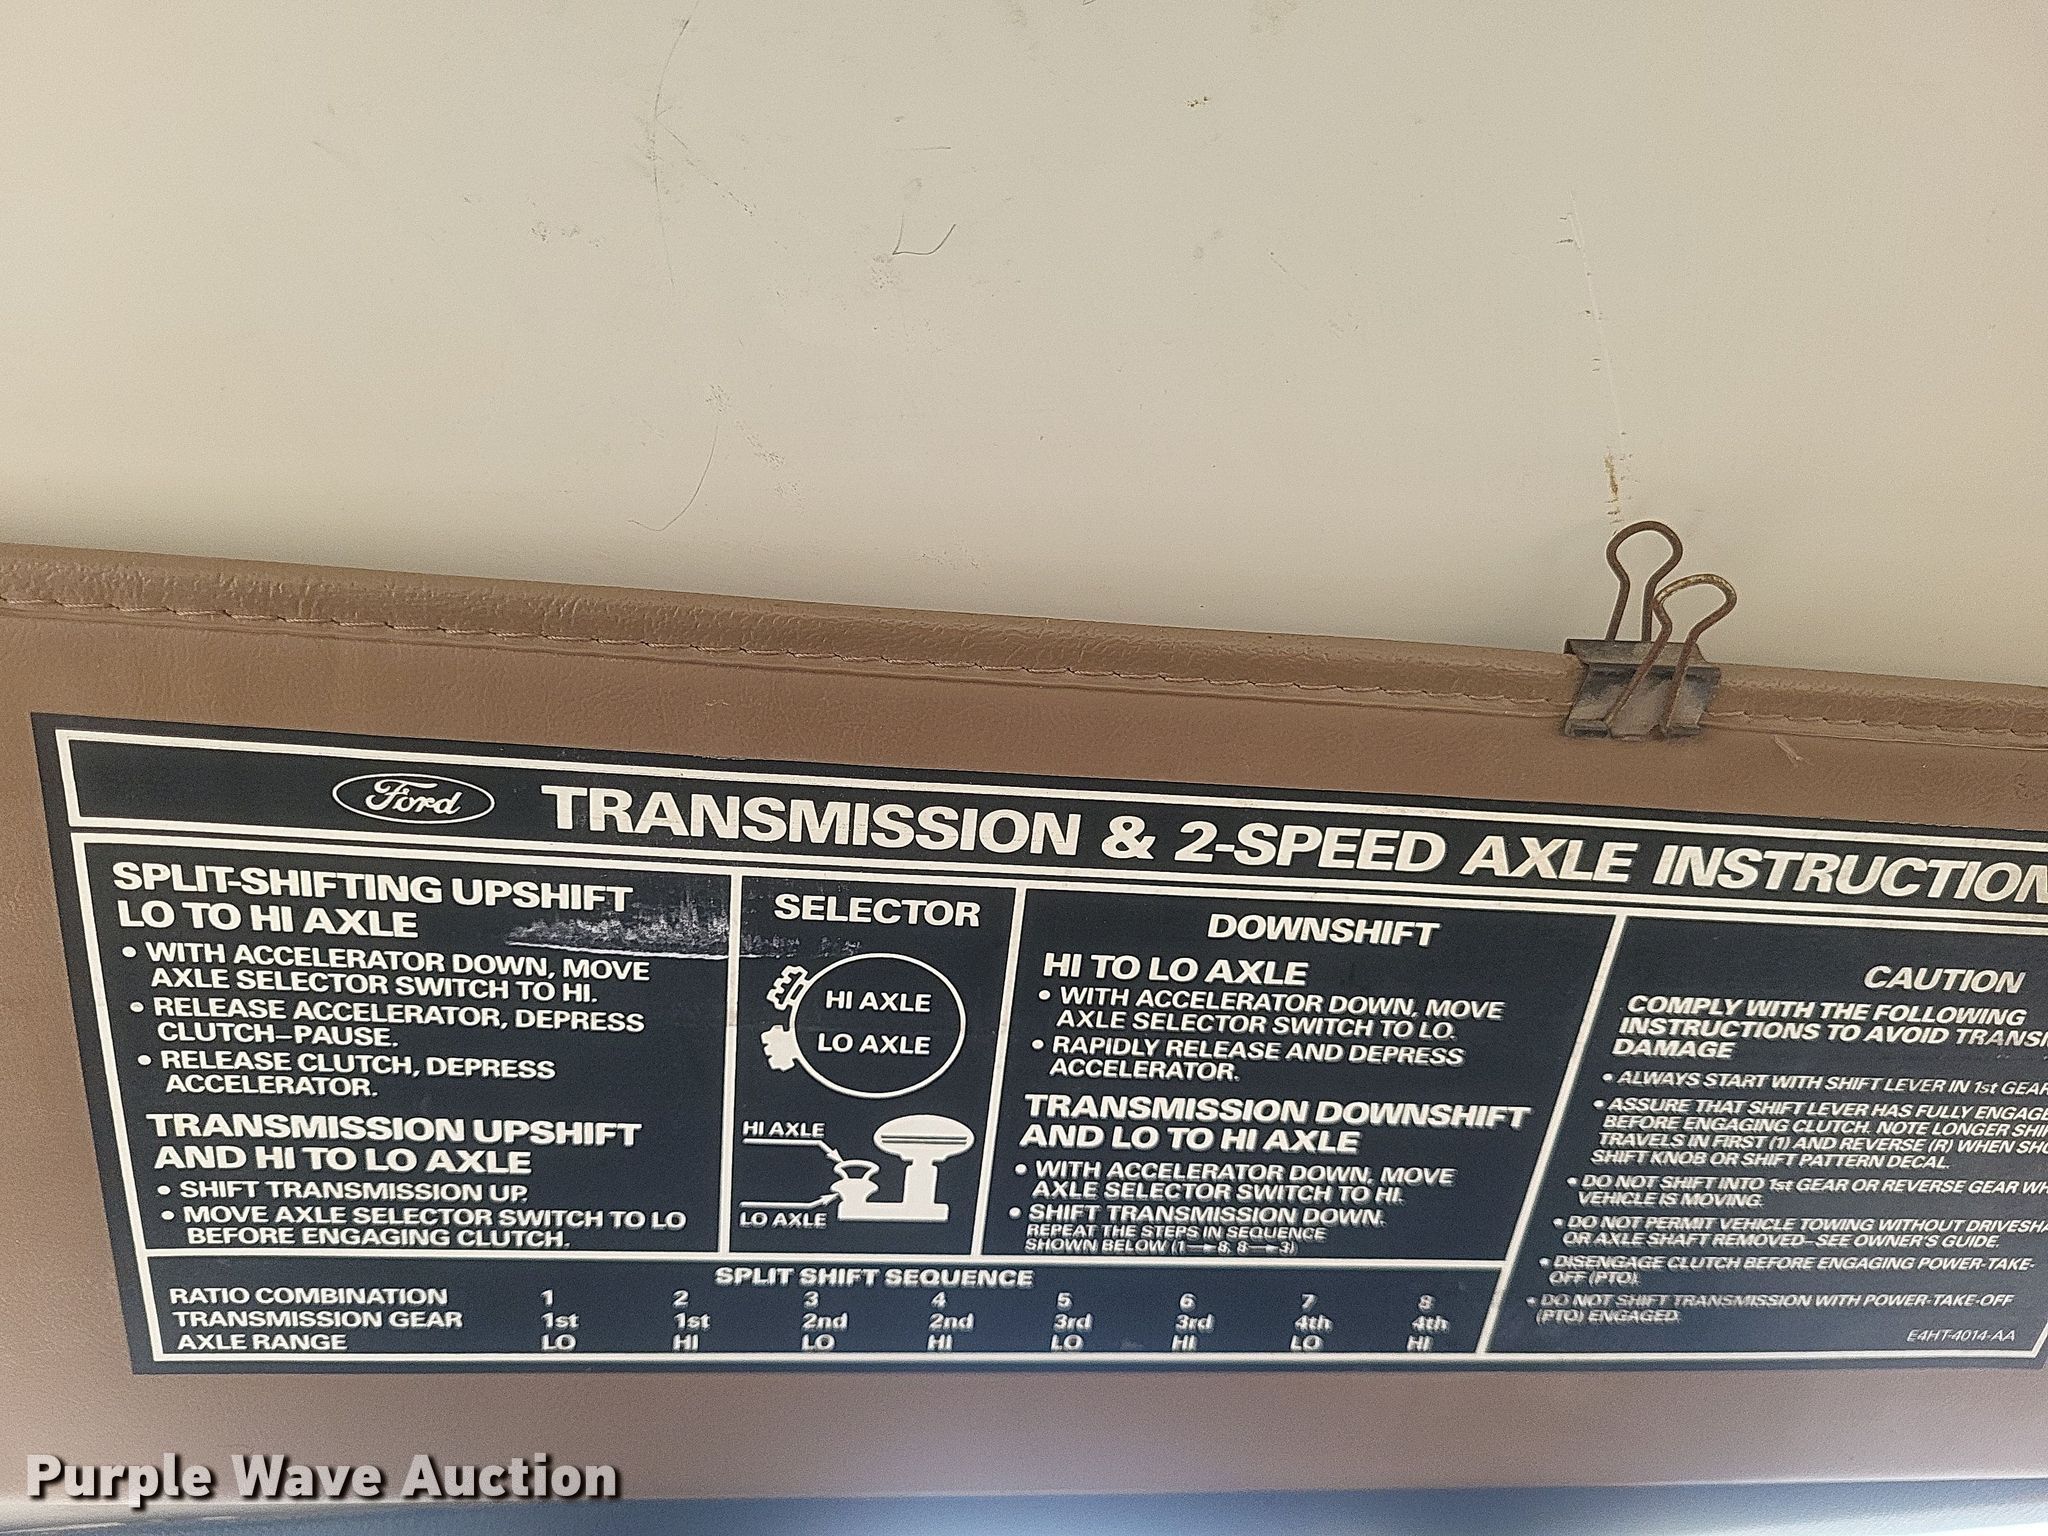 Ford TRANSMISSION & 2-SPEED AXLE INSTRUCTION
SPLIT-SHIFTING UPSHIFT
LO TO HI AXLE
• WITH ACCELERATOR DOWN, MOVE
AXLE SELECTOR SWITCH TO HI.
• RELEASE ACCELERATOR, DEPRESS
CLUTCH–PAUSE.
• RELEASE CLUTCH, DEPRESS
ACCELERATOR.
TRANSMISSION UPSHIFT
AND HI TO LO AXLE
• SHIFT TRANSMISSION UP.
• MOVE AXLE SELECTOR SWITCH TO LO
BEFORE ENGAGING CLUTCH.
SELECTOR
HI AXLE
LO AXLE
HI AXLE
LO AXLE
DOWNSHIFT
HI TO LO AXLE
• WITH ACCELERATOR DOWN, MOVE
AXLE SELECTOR SWITCH TO LO.
• RAPIDLY RELEASE AND DEPRESS
ACCELERATOR.
TRANSMISSION DOWNSHIFT
AND LO TO HI AXLE
• WITH ACCELERATOR DOWN, MOVE
AXLE SELECTOR SWITCH TO HI.
• SHIFT TRANSMISSION DOWN.
REPEAT THE STEPS IN SEQUENCE
SHOWN BELOW (1→8, 8→3)
SPLIT SHIFT SEQUENCE
RATIO COMBINATION 1 2 3 4 5 6 7 8
TRANSMISSION GEAR 1st 1st 2nd 2nd 3rd 3rd 4th 4th
AXLE RANGE LO HI LO HI LO HI LO HI
CAUTION
COMPLY WITH THE FOLLOWING
INSTRUCTIONS TO AVOID TRANSM
DAMAGE
• ALWAYS START WITH SHIFT LEVER IN 1st GEAR
• ASSURE THAT SHIFT LEVER HAS FULLY ENGAGE
BEFORE ENGAGING CLUTCH. NOTE LONGER SHI
TRAVELS IN FIRST (1) AND REVERSE (R) WHEN SHO
SHIFT KNOB OR SHIFT PATTERN DECAL.
• DO NOT SHIFT INTO 1st GEAR OR REVERSE GEAR WH
VEHICLE IS MOVING.
• DO NOT PERMIT VEHICLE TOWING WITHOUT DRIVESHA
OR AXLE SHAFT REMOVED–SEE OWNER'S GUIDE.
• DISENGAGE CLUTCH BEFORE ENGAGING POWER-TAKE-
OFF (PTO).
• DO NOT SHIFT TRANSMISSION WITH POWER-TAKE-OFF
(PTO) ENGAGED.
E4HT-4014-AA
Purple Wave Auction